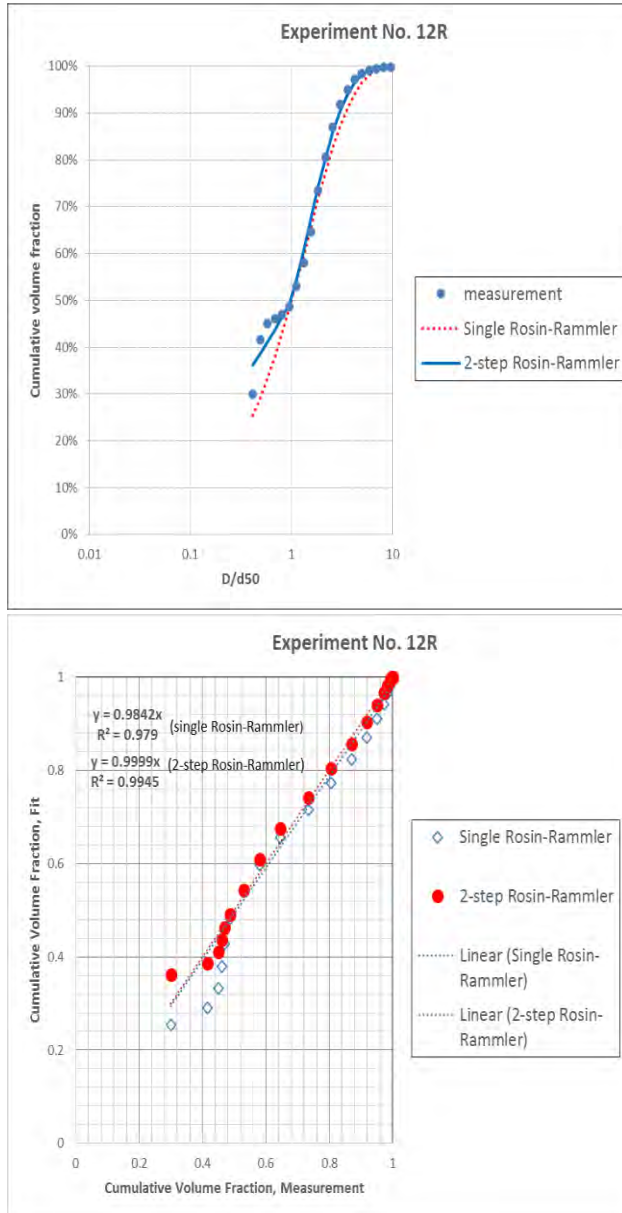 Experiment No. 12R
100%
90%
80%
70%
60%
50%
40%
30%
20%
10%
0%
0.01
0.1
1
10
Cumulative volume fraction
D/d50
measurement
Single Rosin-Rammler
2-step Rosin-Rammler
Experiment No. 12R
1
0.8
0.6
0.4
0.2
0
0
0.2
0.4
0.6
0.8
1
y = 0.9842x
R² = 0.979
(single Rosin-Rammler)
y = 0.9999x
R² = 0.9945
(2-step Rosin-Rammler)
Cumulative Volume Fraction, Fit
Cumulative Volume Fraction, Measurement
Single Rosin-Rammler
2-step Rosin-Rammler
Linear (Single Rosin-
Rammler)
Linear (2-step Rosin-
Rammler)